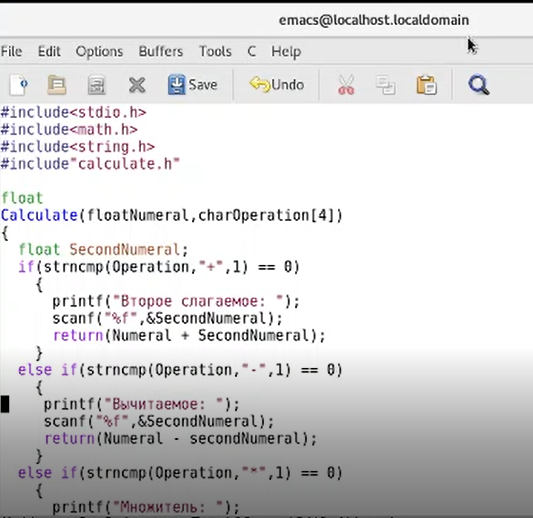 emacs@localhost.localdomain
File Edit Options Buffers Tools C Help
Save Undo
#include<stdio.h>
#include<math.h>
#include<string.h>
#include"calculate.h"
float
Calculate(floatNumeral,charOperation[4])
{
float SecondNumeral;
if(strncmp(Operation,"+",1) == 0)
{
printf("Второе слагаемое: ");
scanf("%f",&SecondNumeral);
return(Numeral + SecondNumeral);
}
else if(strncmp(Operation,"-",1) == 0)
{
printf("Вычитаемое: ");
scanf("%f",&SecondNumeral);
return(Numeral - secondNumeral);
}
else if(strncmp(Operation,"*",1) == 0)
{
printf("Множитель: ");